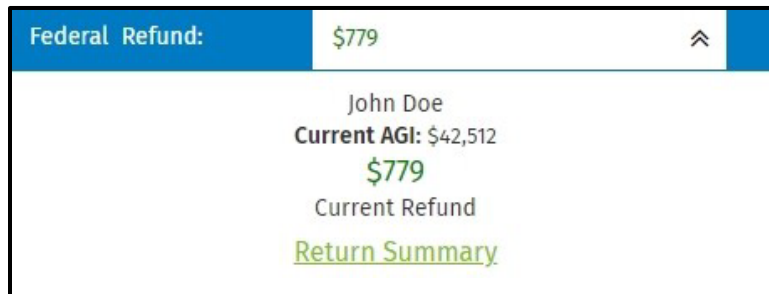 Federal Refund: $779
John Doe
Current AGI: $42,512
$779
Current Refund
Return Summary